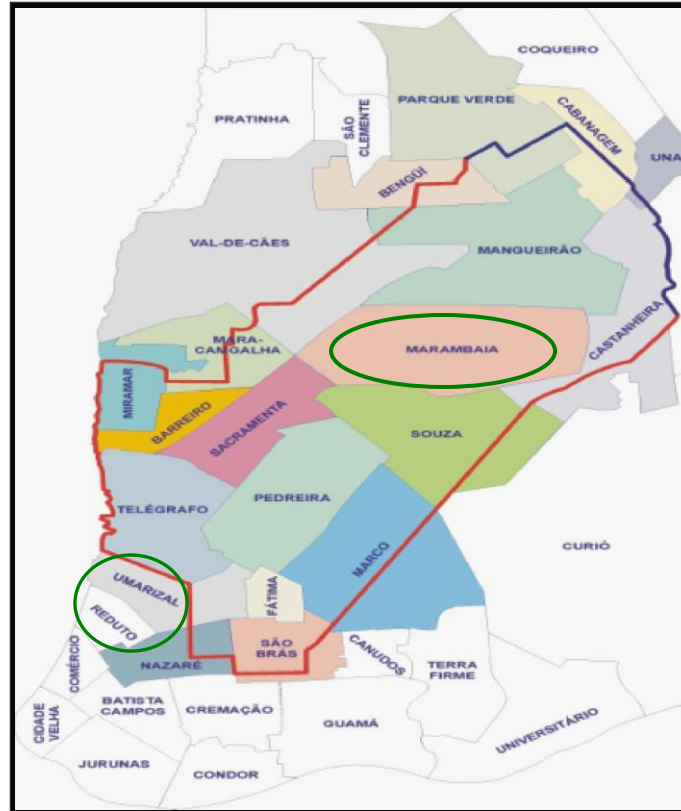 COQUEIRO
PARQUE VERDE
CABANAGEM
PRATINHA
SÃO
CLEMENTE
UNA
BENGÜÍ
VAL-DE-CÃES
MANGUEIRÃO
CASTANHEIRA
MARA-
CANGALHA
MARAMBAIA
MIRAMAR
BARREIRO
SACRAMENTA
SOUZA
TELÉGRAFO
PEDREIRA
MARCO
CURIÓ
UMARIZAL
FÁTIMA
REDUTO
COMÉRCIO
NAZARÉ
SÃO
BRÁS
CANUDOS
TERRA
FIRME
CIDADE
VELHA
BATISTA
CAMPOS
CREMAÇÃO
GUAMÁ
UNIVERSITÁRIO
JURUNAS
CONDOR